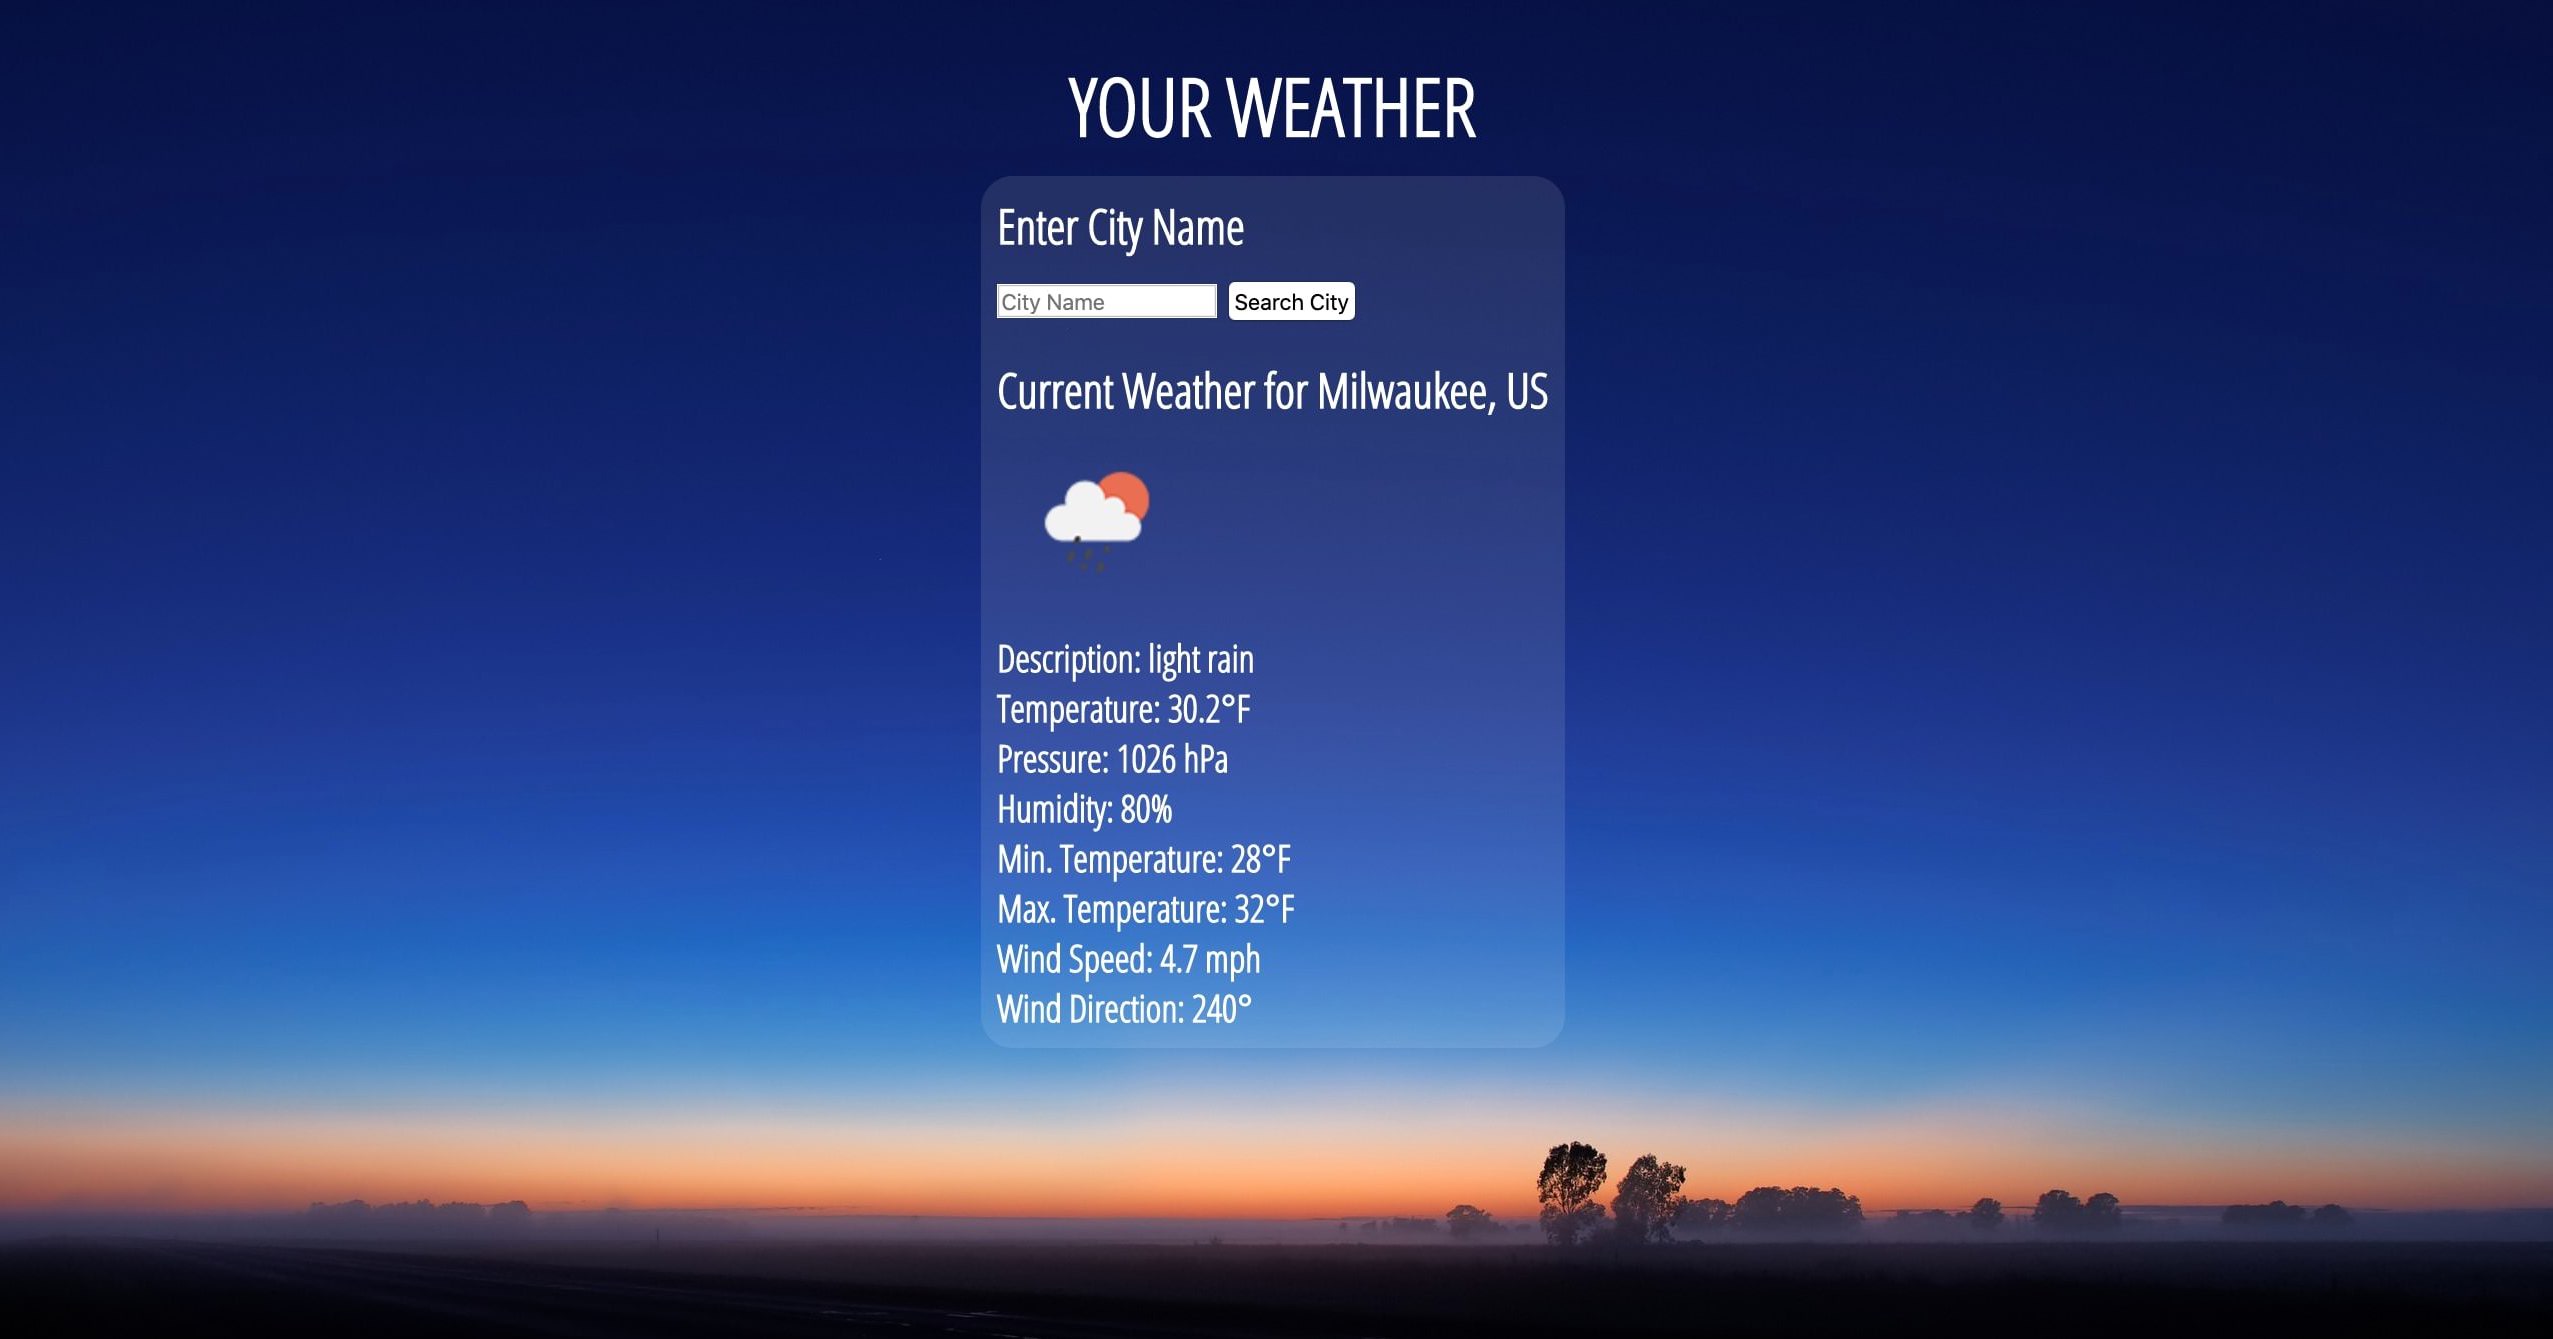 YOUR WEATHER
Enter City Name
City Name Search City
Current Weather for Milwaukee, US
Description: light rain
Temperature: 30.2°F
Pressure: 1026 hPa
Humidity: 80%
Min. Temperature: 28°F
Max. Temperature: 32°F
Wind Speed: 4.7 mph
Wind Direction: 240°